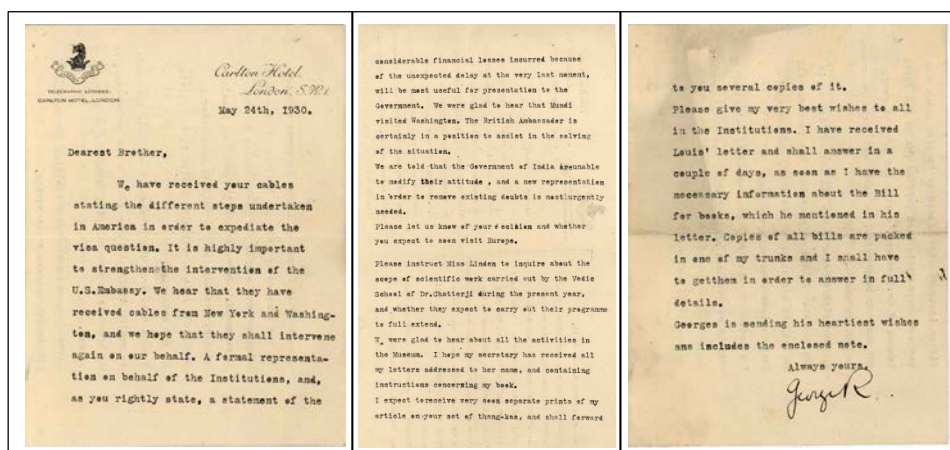 TELEGRAPHIC ADDRESS:
CARLTON HOTEL, LONDON
Carlton Hotel,
London, S.W.1.
May 24th, 1930.
Dearest Brother,
We have received your cables
stating the different steps undertaken
in America in order to expediate the
visa question. It is highly important
to strengthenthe intervention of the
U.S.Embassy. We hear that they have
received cables from New York and Washing-
ton, and we hope that they shall intervene
again on our behalf. A formal representa-
tion on behalf of the Institutions, and,
as you rightly state, a statement of the
considerable financial losses incurred because
of the unexpected delay at the very last moment,
will be most useful for presentation to the
Government. We were glad to hear that Mundi
visited Washington. The British Ambassador is
certainly in a position to assist in the solving
of the situation.
We are told that the Government of India isunable
to modify their attitude , and a new representation
in order to remove existing doubts is mosturgently
needed.
Please let us know of your decision and whether
you expect to soon visit Europe.
Please instruct Miss Linden to inquire about the
scope of scientific work carried out by the Vedic
School of Dr.Chatterji during the present year,
and whether they expect to carry out their programme
to full extend.
We were glad to hear about all the activities in
the Museum. I hope my secretary has received all
my letters addressed to her name, and containing
instructions concerning my book.
I expect toreceive very soon separate prints of my
article onyour set of thang-kas, and shall forward
to you several copies of it.
Please give my very best wishes to all
in the Institutions. I have received
Louis' letter and shall answer in a
couple of days, as soon as I have the
necessary information about the Bill
for books, which he mentioned in his
letter. Copies of all bills are packed
in one of my trunks and I shall have
to getthem in order to answer in full
details.
Georges is sending his heartiest wishes
ans includes the enclosed note.
Always yours,
George R.